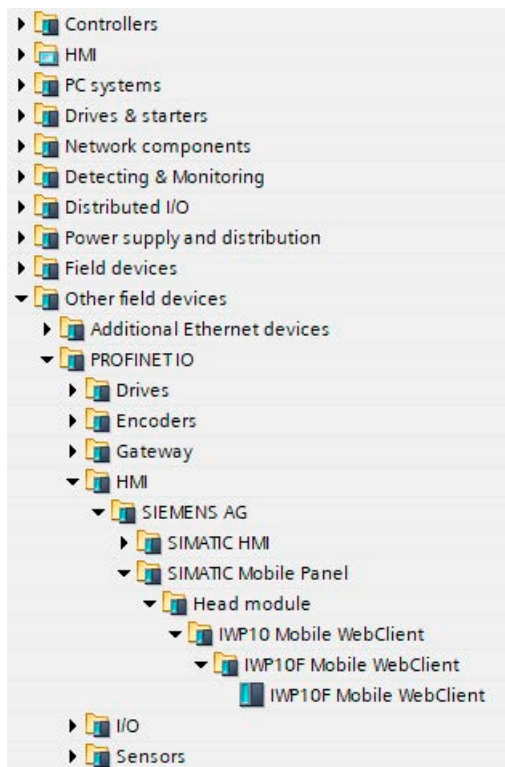 Controllers
HMI
PC systems
Drives & starters
Network components
Detecting & Monitoring
Distributed I/O
Power supply and distribution
Field devices
Other field devices
Additional Ethernet devices
PROFINET IO
Drives
Encoders
Gateway
HMI
SIEMENS AG
SIMATIC HMI
SIMATIC Mobile Panel
Head module
IWP10 Mobile WebClient
IWP10F Mobile WebClient
IWP10F Mobile WebClient
I/O
Sensors